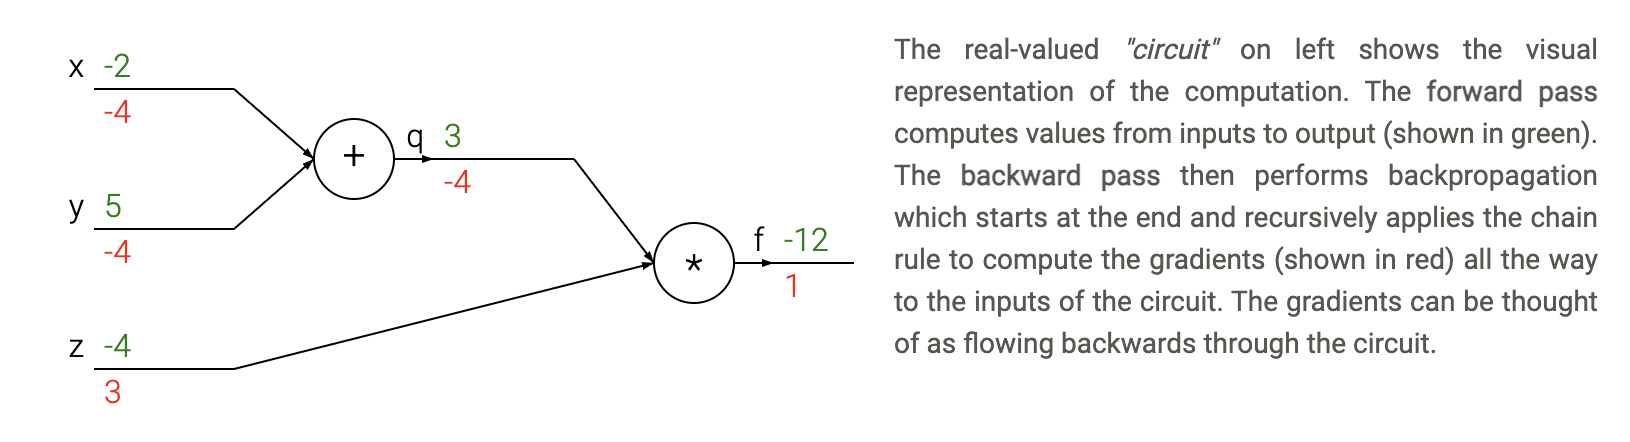 x -2
-4
y 5
-4
z -4
3
+
q 3
-4
*
f -12
1
The real-valued "circuit" on left shows the visual
representation of the computation. The forward pass
computes values from inputs to output (shown in green).
The backward pass then performs backpropagation
which starts at the end and recursively applies the chain
rule to compute the gradients (shown in red) all the way
to the inputs of the circuit. The gradients can be thought
of as flowing backwards through the circuit.